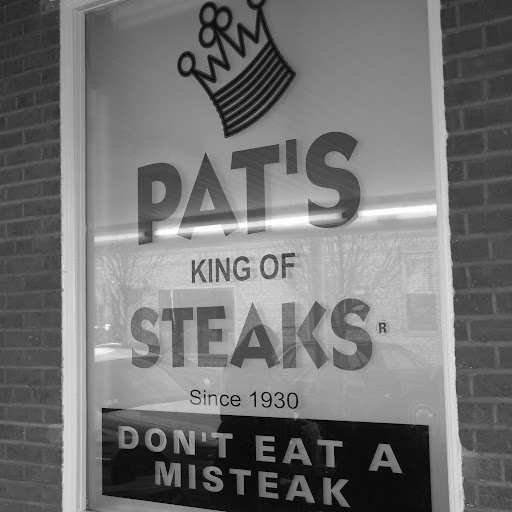 PAT'S
KING OF
STEAKS®
Since 1930
DON'T EAT A
MISTEAK